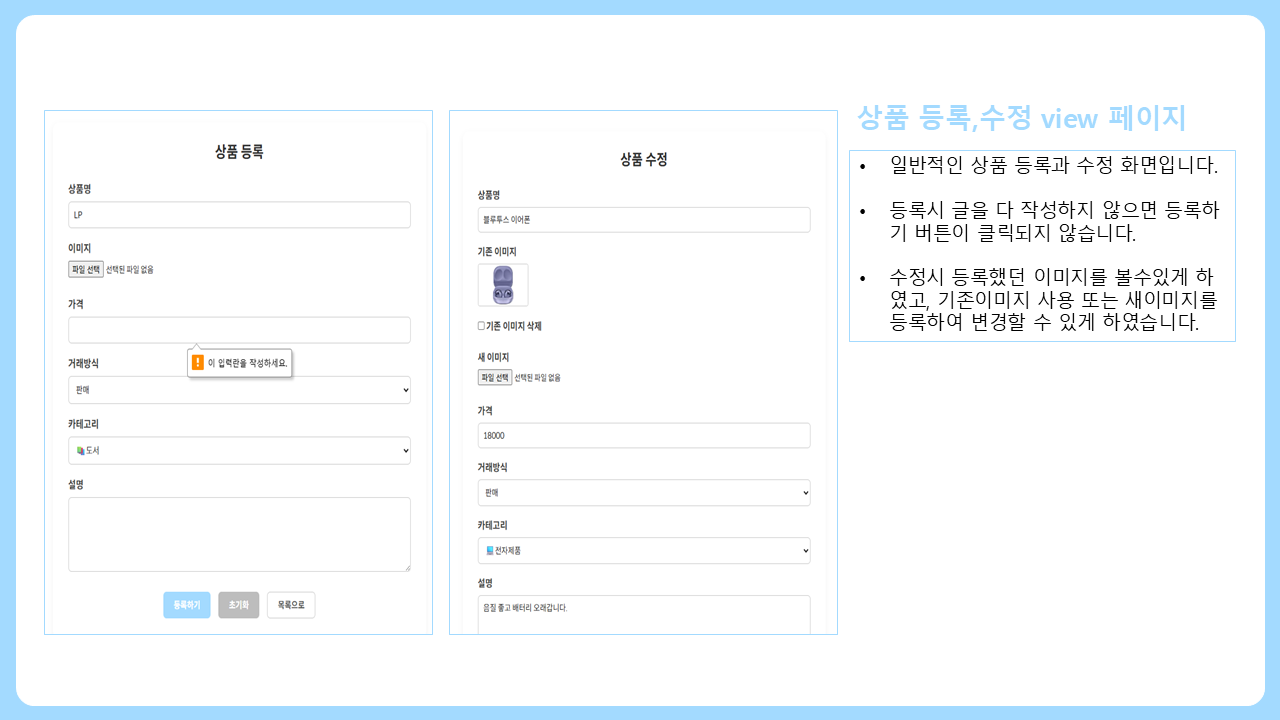 상품 등록
상품명
LP
이미지
파일 선택 선택된 파일 없음
가격
이 입력란을 작성하세요.
거래방식
판매
카테고리
도서
설명
등록하기 초기화 목록으로
상품 수정
상품명
블루투스 이어폰
기존 이미지
기존 이미지 삭제
새 이미지
파일 선택 선택된 파일 없음
가격
18000
거래방식
판매
카테고리
전자제품
설명
음질 좋고 배터리 오래갑니다.
상품 등록,수정 view 페이지
• 일반적인 상품 등록과 수정 화면입니다.
• 등록시 글을 다 작성하지 않으면 등록하
기 버튼이 클릭되지 않습니다.
• 수정시 등록했던 이미지를 볼수있게 하
였고, 기존이미지 사용 또는 새이미지를
등록하여 변경할 수 있게 하였습니다.